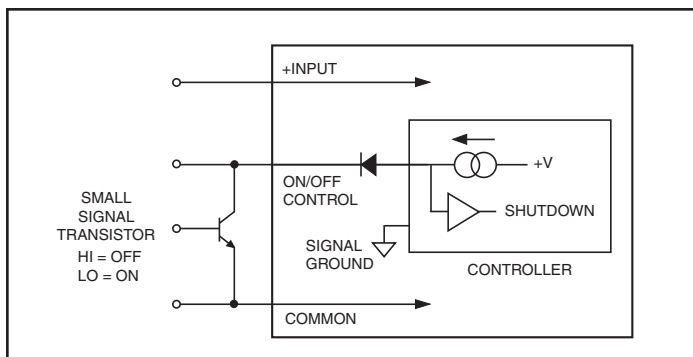 +INPUT
+V
ON/OFF
CONTROL
SMALL
SIGNAL
TRANSISTOR
HI = OFF
LO = ON
SHUTDOWN
SIGNAL
GROUND
CONTROLLER
COMMON